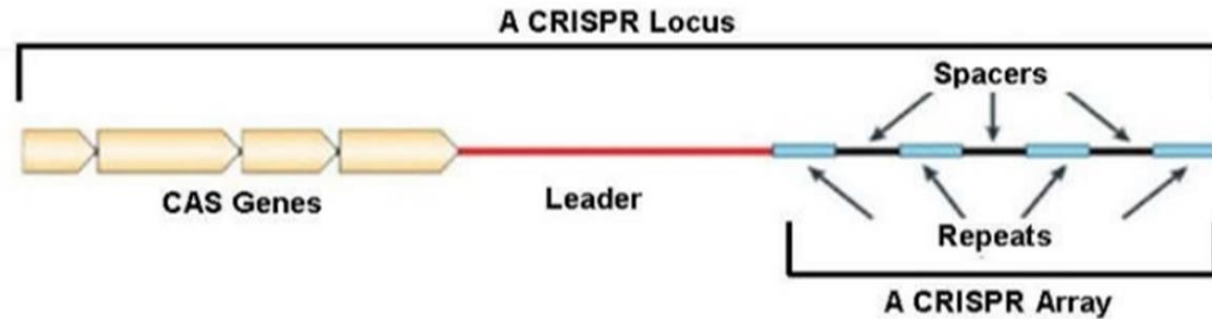 A CRISPR Locus
Spacers
CAS Genes
Leader
Repeats
A CRISPR Array